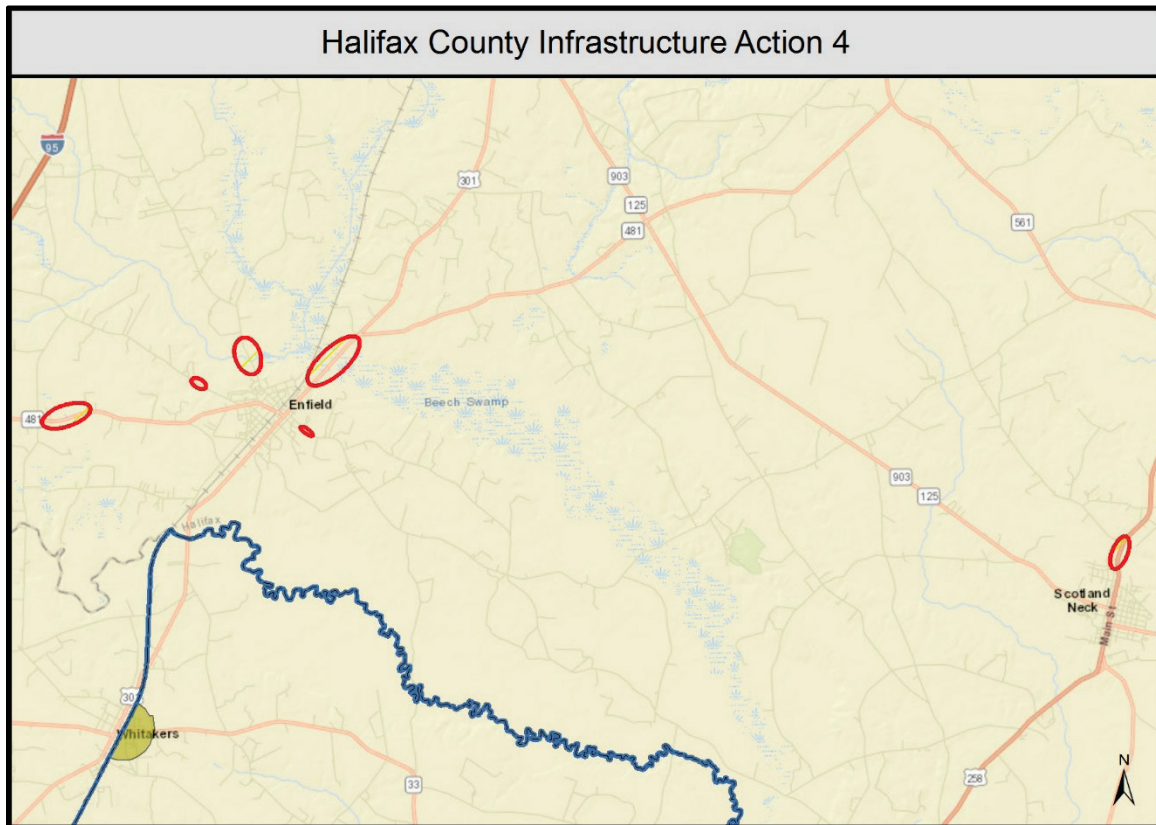 Halifax County Infrastructure Action 4
95
301
903
125
481
561
Enfield
Beech Swamp
481
903
125
Halifax
Scotland
Neck
Main St
301
Whitakers
33
258
N